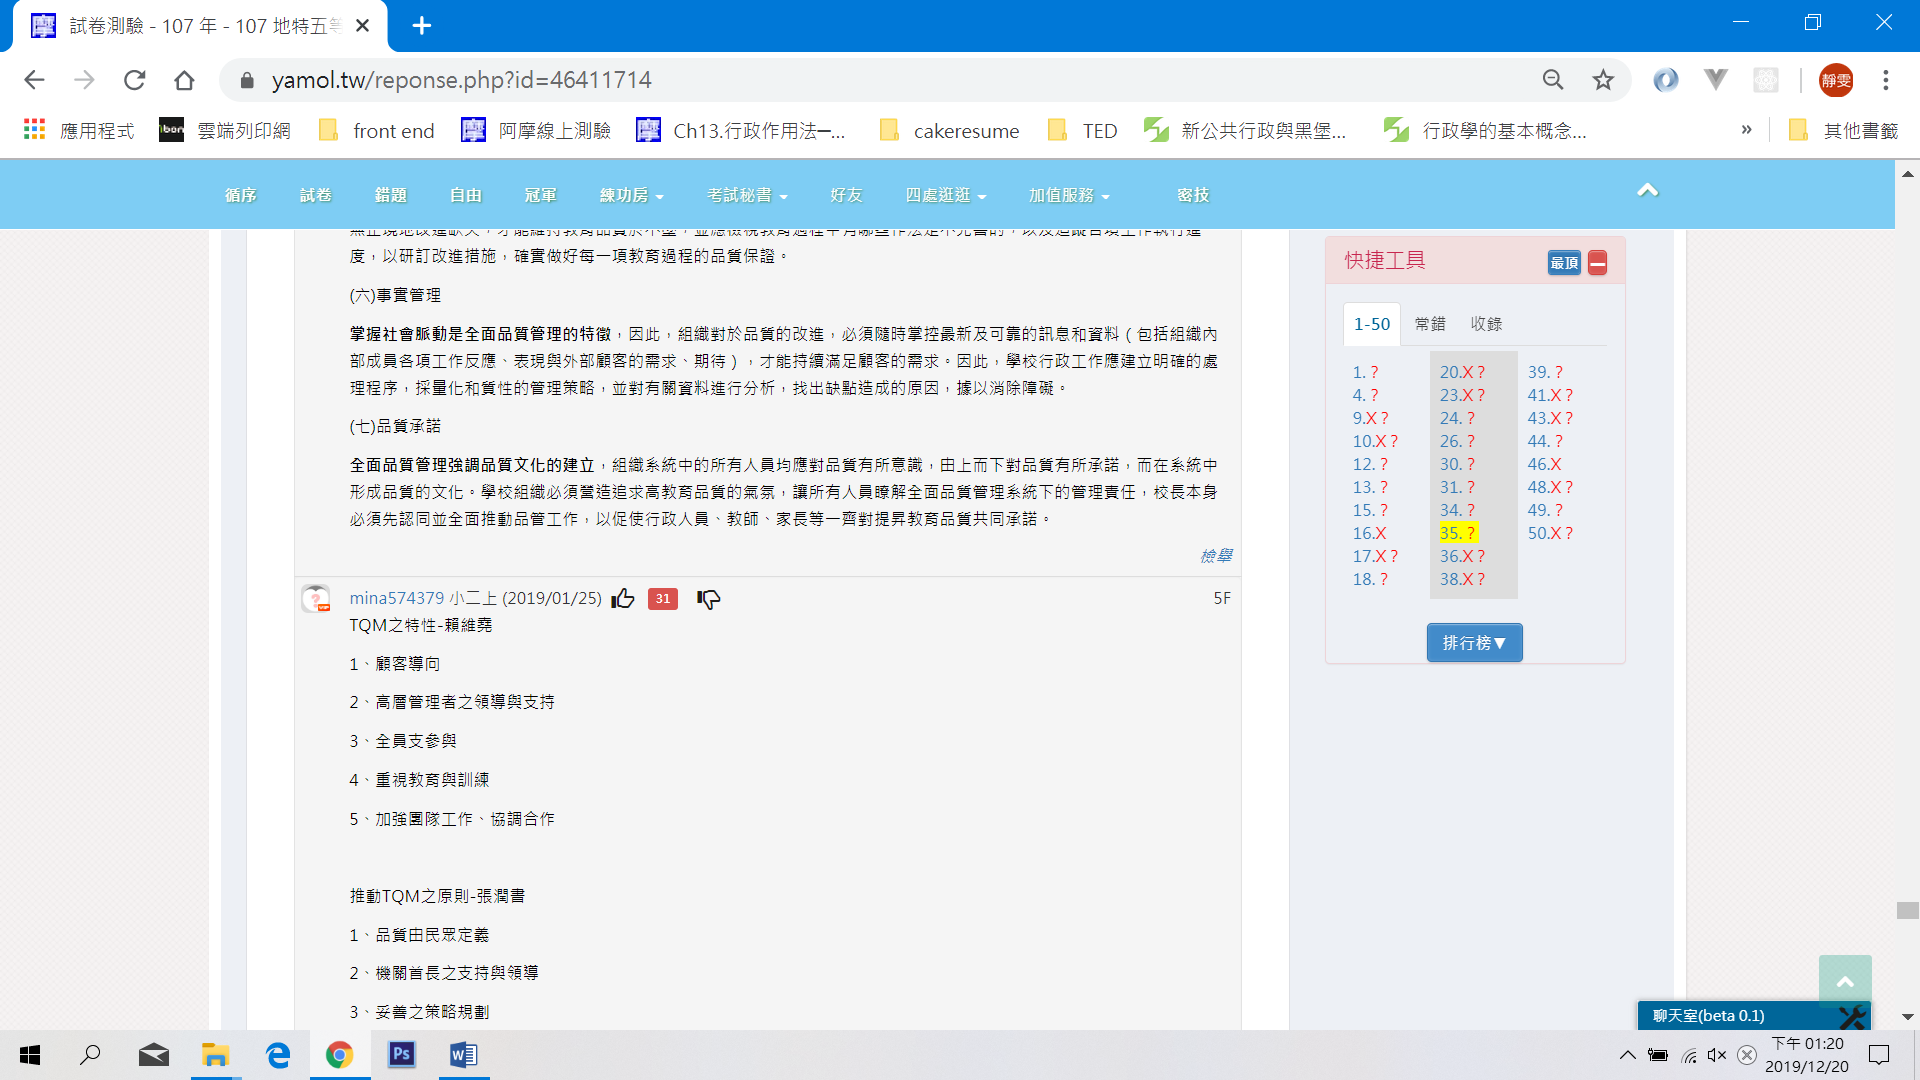 試卷測驗 - 107 年 - 107 地特五等
yamol.tw/reponse.php?id=46411714
靜雯
應用程式
ibon
雲端列印網
front end
阿摩線上測驗
Ch13.行政作用法—...
cakeresume
TED
新公共行政與黑堡...
行政學的基本概念...
»
其他書籤
循序
試卷
錯題
自由
冠軍
練功房
考試秘書
好友
四處逛逛
加值服務
密技
度，以研訂改進措施，確實做好每一項教育過程的品質保證。
(六)事實管理
掌握社會脈動是全面品質管理的特徵，因此，組織對於品質的改進，必須隨時掌控最新及可靠的訊息和資料（包括組織內
部成員各項工作反應、表現與外部顧客的需求、期待），才能持續滿足顧客的需求。因此，學校行政工作應建立明確的處
理程序，採量化和質性的管理策略，並對有關資料進行分析，找出缺點造成的原因，據以消除障礙。
(七)品質承諾
全面品質管理強調品質文化的建立，組織系統中的所有人員均應對品質有所意識，由上而下對品質有所承諾，而在系統中
形成品質的文化。學校組織必須營造追求高教育品質的氣氛，讓所有人員瞭解全面品質管理系統下的管理責任，校長本身
必須先認同並全面推動品管工作，以促使行政人員、教師、家長等一齊對提昇教育品質共同承諾。
檢舉
mina574379 小二上 (2019/01/25) 31 5F
TQM之特性-賴維堯
1、顧客導向
2、高層管理者之領導與支持
3、全員支參與
4、重視教育與訓練
5、加強團隊工作、協調合作
推動TQM之原則-張潤書
1、品質由民眾定義
2、機關首長之支持與領導
3、妥善之策略規劃
快捷工具
最頂
1-50
常錯
收錄
1. ?
4. ?
9.X ?
10.X ?
12. ?
13. ?
15. ?
16.X
17.X ?
18. ?
20.X ?
23.X ?
24. ?
26. ?
30. ?
31. ?
34. ?
35. ?
36.X ?
38.X ?
39. ?
41.X ?
43.X ?
44. ?
46.X
48.X ?
49. ?
50.X ?
排行榜▼
聊天室(beta 0.1)
Ps
下午 01:20
2019/12/20